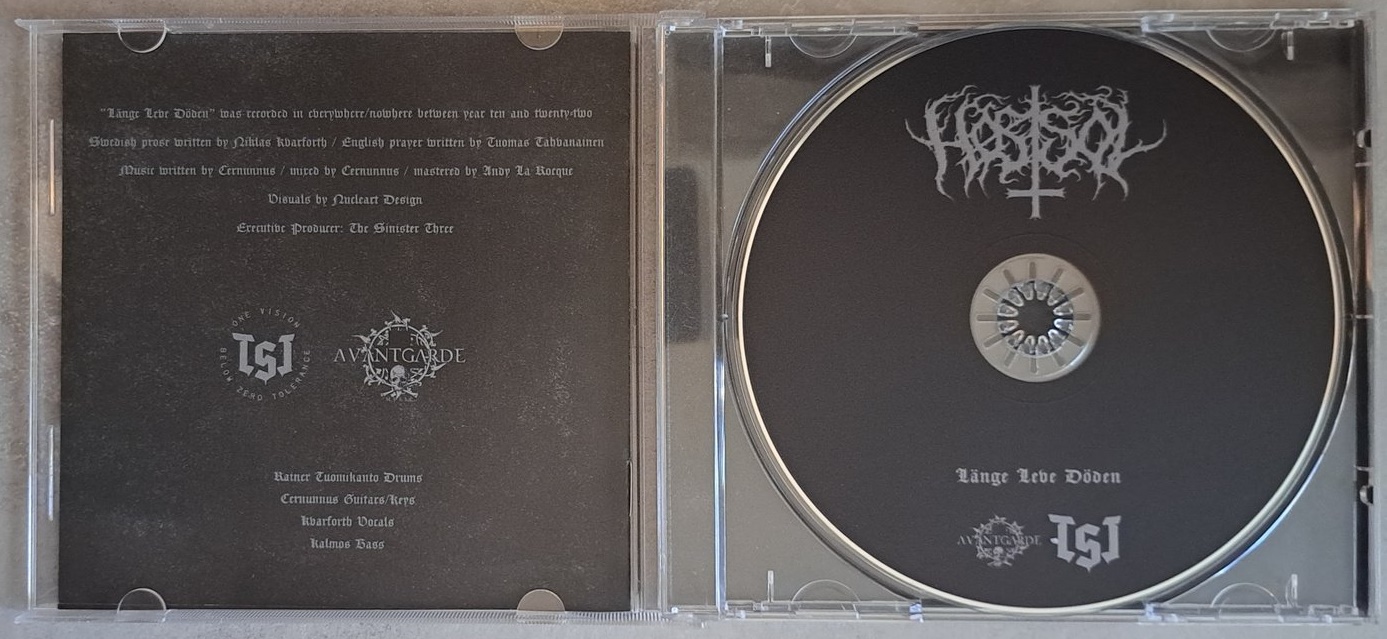 "Länge Leve Döden" was recorded in everywhere/nowhere between year ten and twenty-two
Swedish prose written by Niklas Kvarforth / English prayer written by Tuomas Tahvanainen
Music written by Cernunnus / mixed by Cernunnus / mastered by Andy La Rocque
Visuals by Nucleart Design
Executive Producer: The Sinister Three
ONE VISION
BELOW ZERO TOLERANCE
AVANTGARDE
Rainer Tuomikanto Drums
Cernunnus Guitars/Keys
Kvarforth Vocals
Kalmos Bass
HØSTSOL
Länge Leve Döden
AVANTGARDE